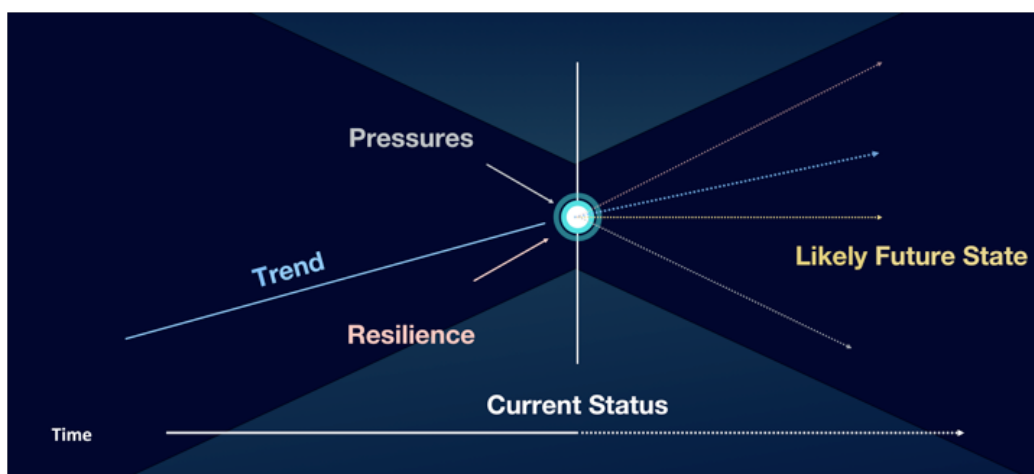 Pressures
Trend
Likely Future State
Resilience
Current Status
Time